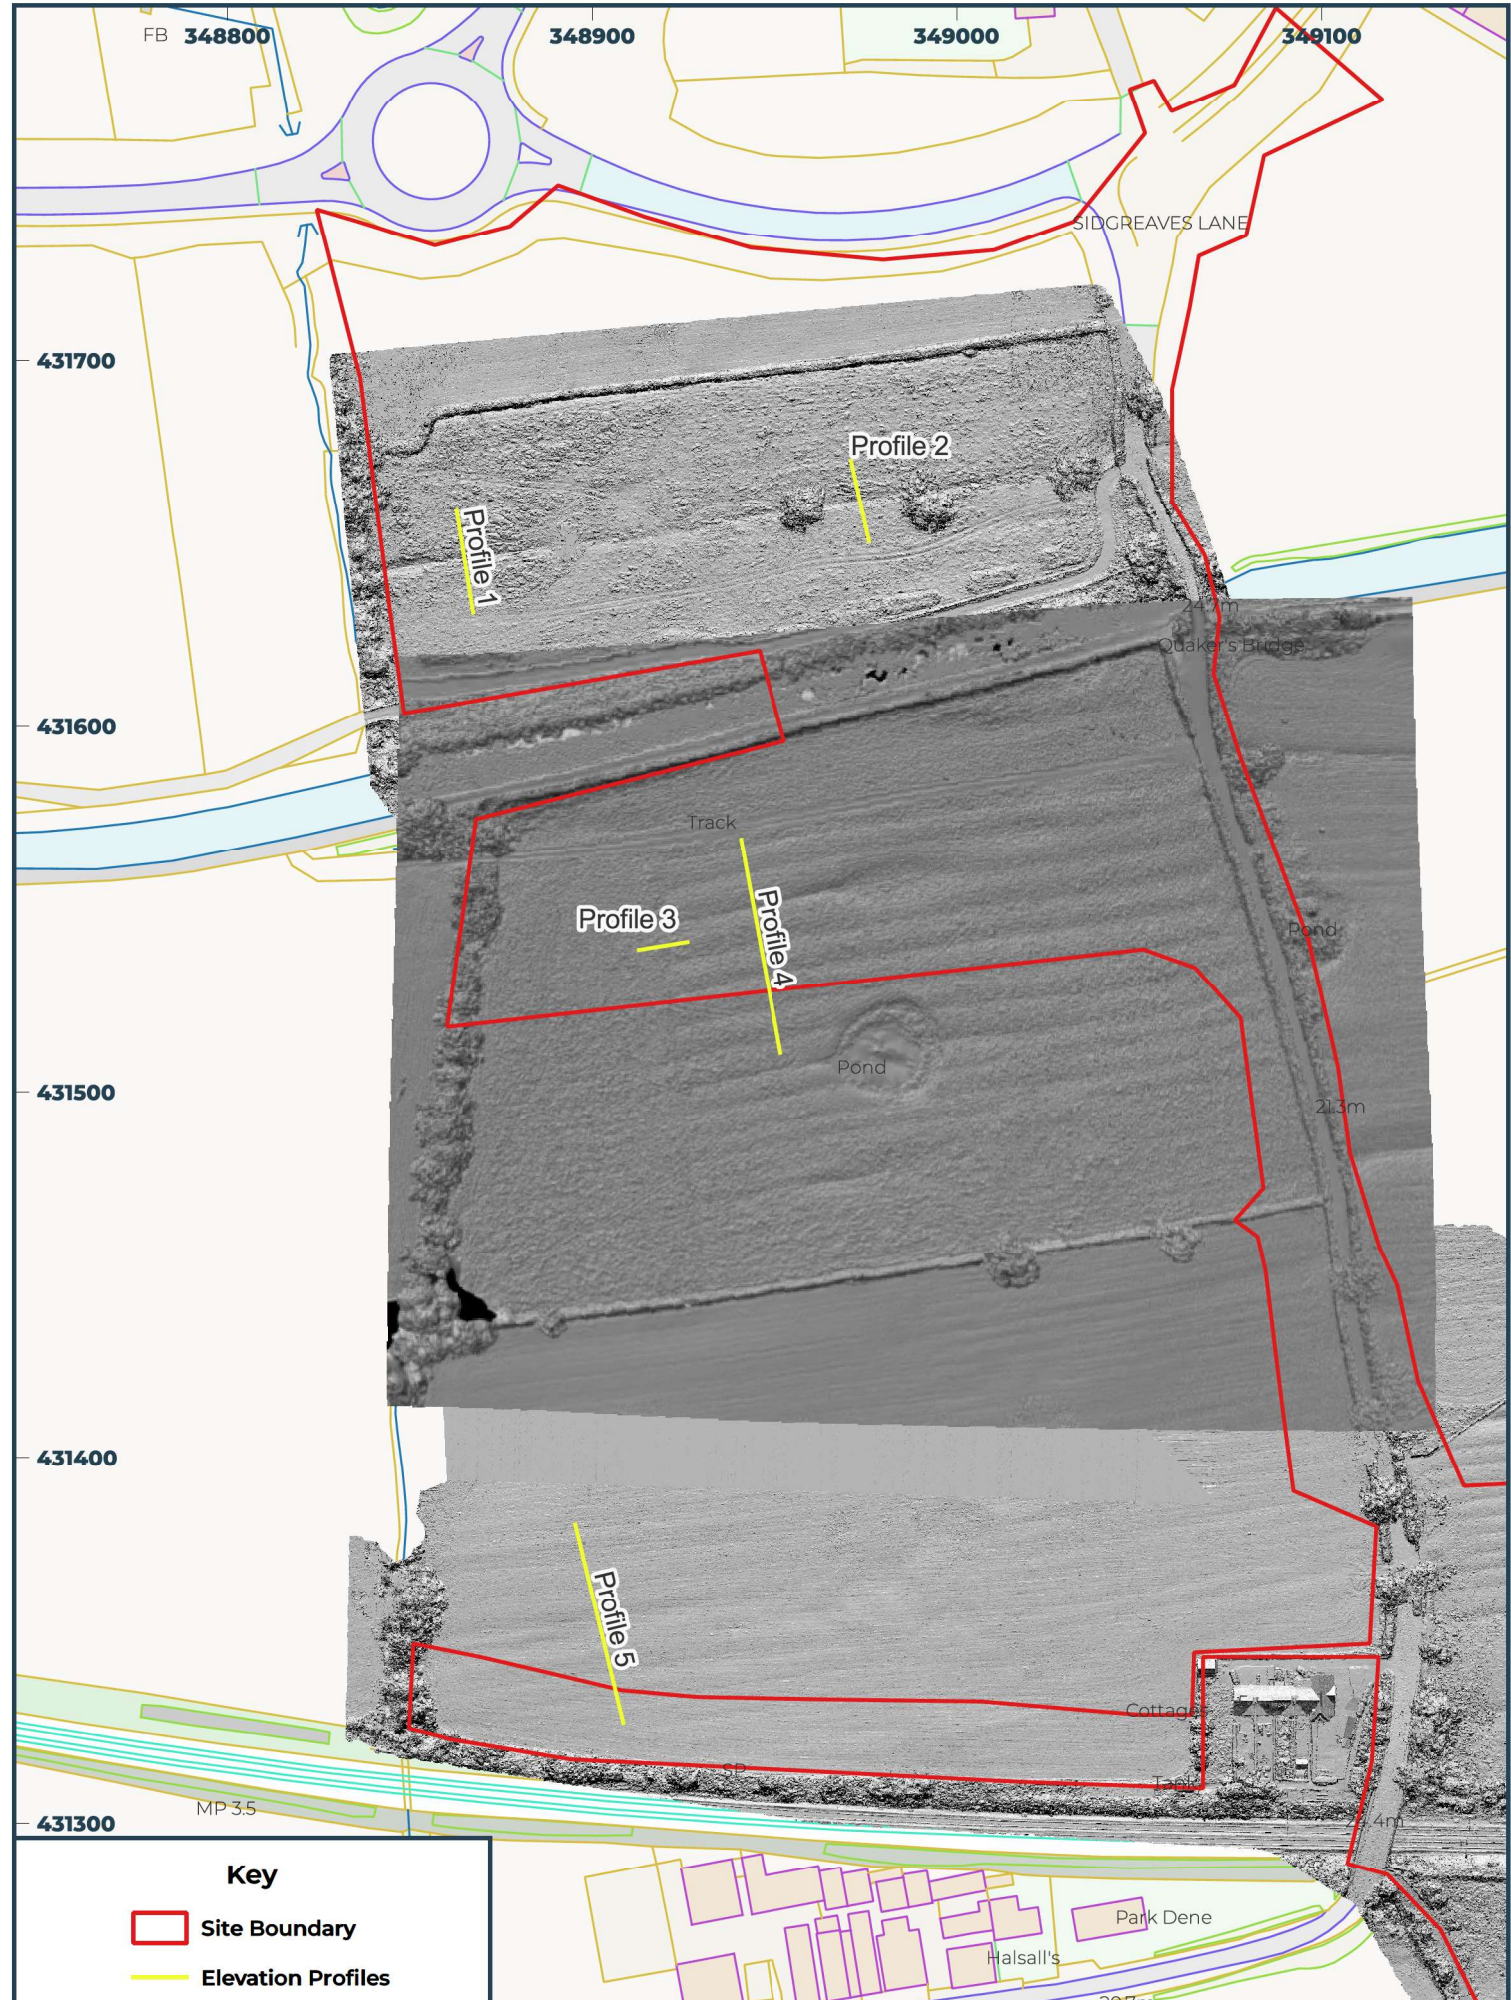 FB
348800
348900
349000
349100
SIDGREAVES LANE
431700
Profile 2
Profile 1
24.7m
Quaker's Bridge
431600
Track
Profile 3
Profile 4
Pond
Pond
431500
21.3m
431400
Profile 5
Cottage
SP
MP 3.5
431300
Key
Site Boundary
Elevation Profiles
Park Dene
Halsall's